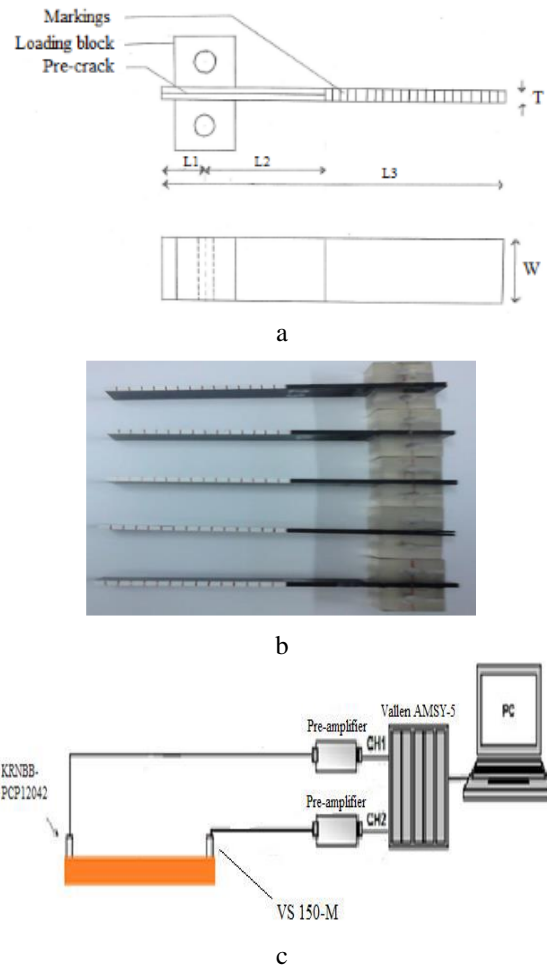 Markings
Loading block
Pre-crack
T
L1
L2
L3
W
a
b
Vallen AMSY-5
PC
Pre-amplifier
CH1
KRNBB-
PCP12042
Pre-amplifier
CH2
VS 150-M
c